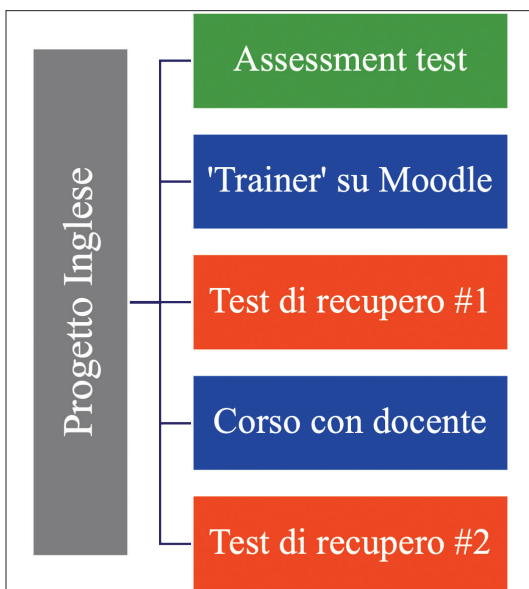 Progetto Inglese
Assessment test
'Trainer' su Moodle
Test di recupero #1
Corso con docente
Test di recupero #2